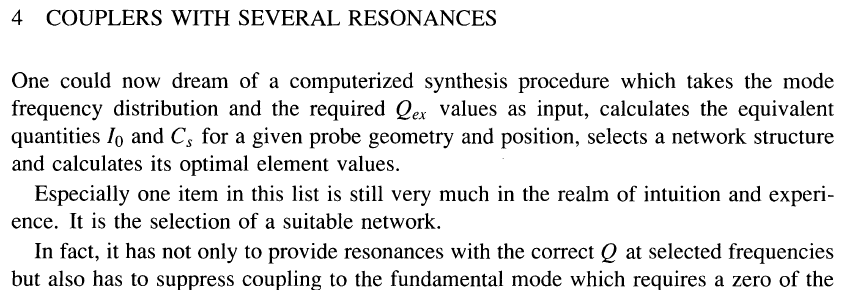 4 COUPLERS WITH SEVERAL RESONANCES
One could now dream of a computerized synthesis procedure which takes the mode
frequency distribution and the required Qex values as input, calculates the equivalent
quantities I0 and Cs for a given probe geometry and position, selects a network structure
and calculates its optimal element values.
Especially one item in this list is still very much in the realm of intuition and experi-
ence. It is the selection of a suitable network.
In fact, it has not only to provide resonances with the correct Q at selected frequencies
but also has to suppress coupling to the fundamental mode which requires a zero of the